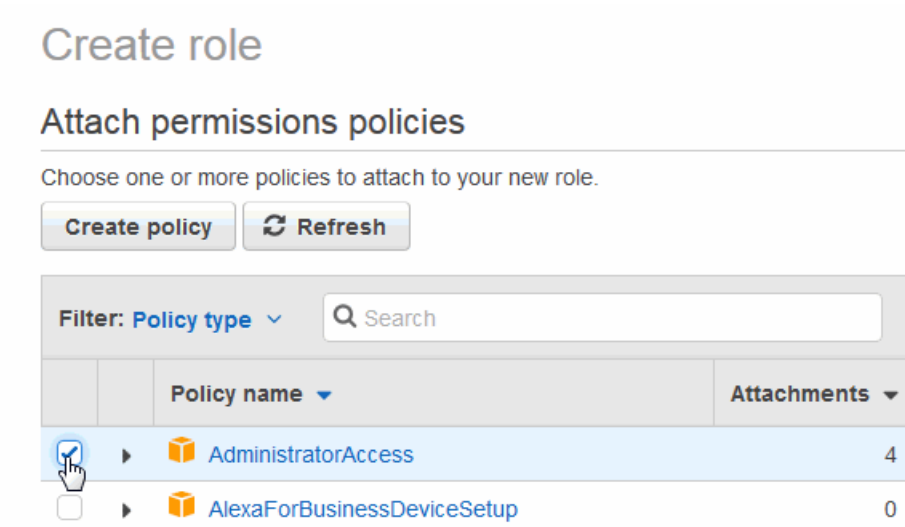 Create role
Attach permissions policies
Choose one or more policies to attach to your new role.
Create policy Refresh
Filter: Policy type Search
Policy name Attachments
AdministratorAccess 4
AlexaForBusinessDeviceSetup 0